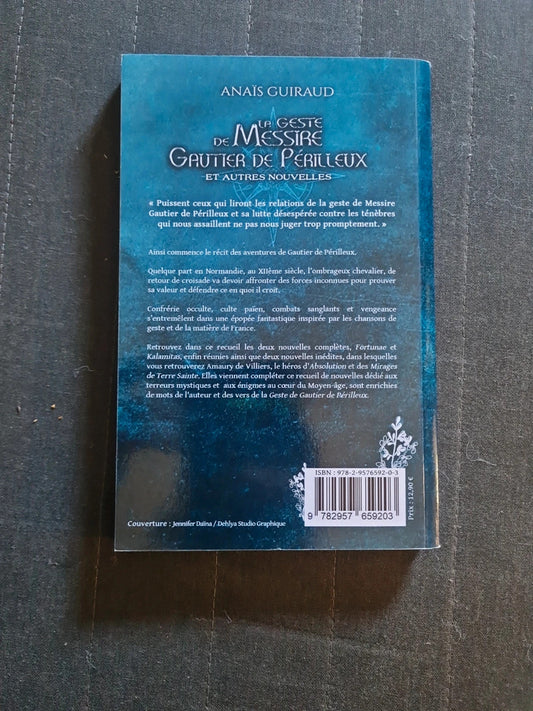 ANAÏS GUIRAUD
LA GESTE
DE MESSIRE
GAUTIER DE PÉRILLEUX
ET AUTRES NOUVELLES
« Puissent ceux qui liront les relations de la geste de Messire
Gautier de Périlleux et sa lutte désespérée contre les ténèbres
qui nous assaillent ne pas nous juger trop promptement. »
Ainsi commence le récit des aventures de Gautier de Périlleux.
Quelque part en Normandie, au XIIème siècle, l'ombrageux chevalier, de
retour de croisade va devoir affronter des forces inconnues pour prouver
sa valeur et défendre ce en quoi il croit.
Confrérie occulte, culte païen, combats sanglants et vengeance
s'entremêlent dans une épopée fantastique inspirée par les chansons de
geste et de la matière de France.
Retrouvez dans ce recueil les deux nouvelles complètes, Fortunae et
Kalamitas, enfin réunies ainsi que deux nouvelles inédites, dans lesquelles
vous retrouverez Amaury de Villiers, le héros d'Absolution et des Mirages
de Terre Sainte. Elles viennent compléter ce recueil de nouvelles dédié aux
terreurs mystiques et aux énigmes au cœur du Moyen-âge, sont enrichies
de mots de l'auteur et des vers de la Geste de Gautier de Périlleux.
ISBN : 978-2-9576592-0-3
9 782957 659203
Prix : 12,90 €
Couverture : Jennifer Daïna / Dehlya Studio Graphique